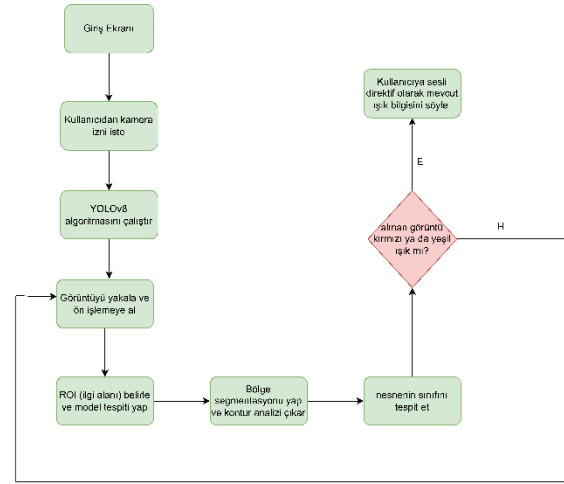 Giriş Ekranı
Kullanıcıdan kamera
izni iste
YOLOv8
algoritmasını çalıştır
Görüntüyü yakala ve
ön işlemeye al
ROI (ilgi alanı) belirle
ve model tespiti yap
Bölge
segmentasyonu yap
ve kontur analizi çıkar
nesnenin sınıfını
tespit et
alınan görüntü
kırmızı ya da yeşil
ışık mı?
E
H
Kullanıcıya sesli
direktif olarak mevcut
ışık bilgisini söyle